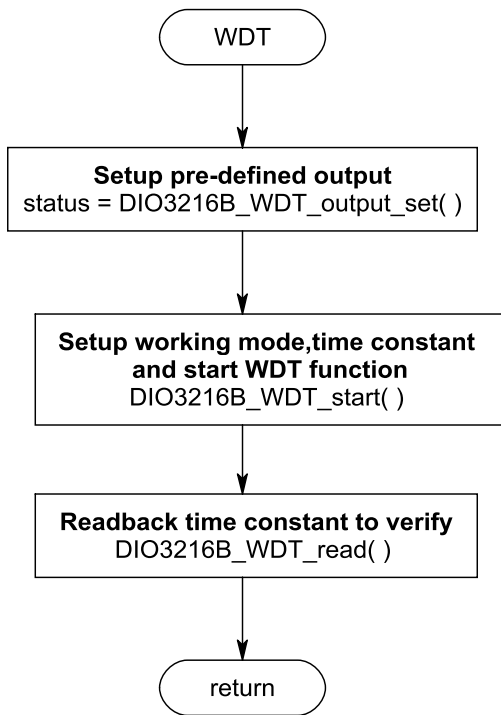 WDT
Setup pre-defined output
status = DIO3216B_WDT_output_set( )
Setup working mode,time constant
and start WDT function
DIO3216B_WDT_start( )
Readback time constant to verify
DIO3216B_WDT_read( )
return